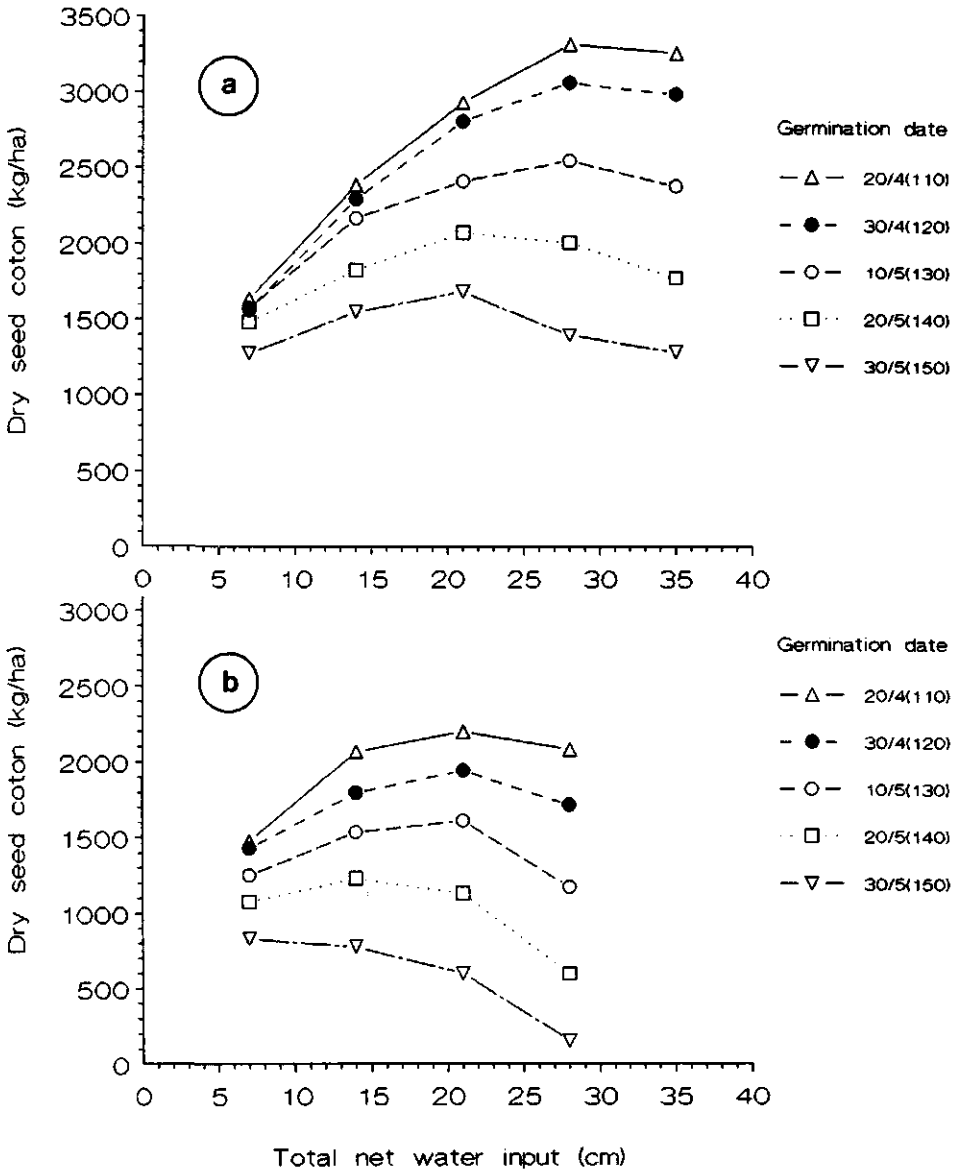 3500
3000
2500
2000
1500
1000
500
0
Dry seed coton (kg/ha)
a
0 5 10 15 20 25 30 35 40
Germination date
20/4(110)
30/4(120)
10/5(130)
20/5(140)
30/5(150)
3000
2500
2000
1500
1000
500
0
Dry seed coton (kg/ha)
b
0 5 10 15 20 25 30 35 40
Germination date
20/4(110)
30/4(120)
10/5(130)
20/5(140)
30/5(150)
Total net water input (cm)